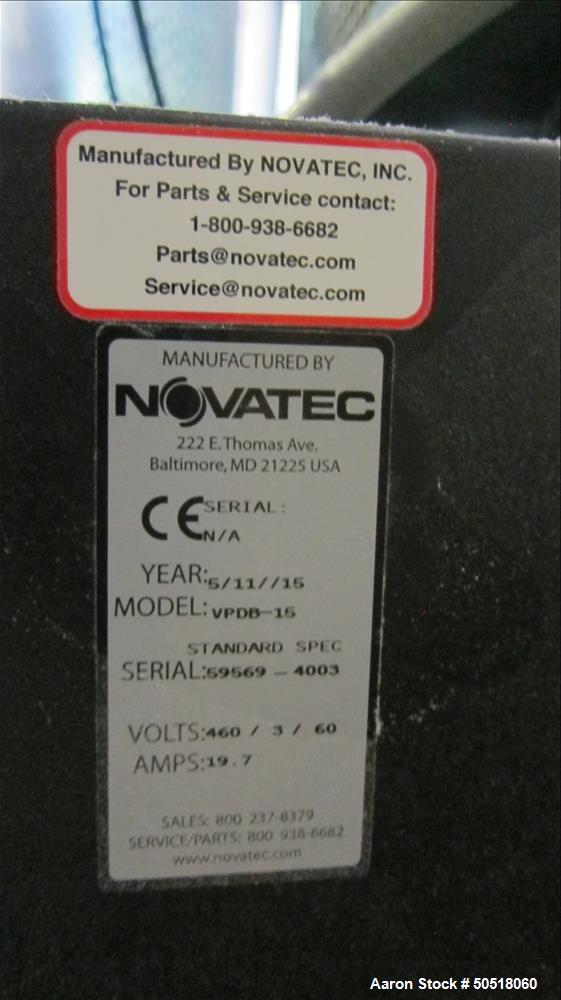 Manufactured By NOVATEC, INC.
For Parts & Service contact:
1-800-938-6682
Parts@novatec.com
Service@novatec.com
MANUFACTURED BY
NOVATEC
222 E. Thomas Ave.
Baltimore, MD 21225 USA
CE SERIAL:
N/A
YEAR: 5/11//15
MODEL: VPDB-15
STANDARD SPEC
SERIAL: 59569 - 4003
VOLTS: 460 / 3 / 60
AMPS: 19.7
SALES: 800 237-8379
SERVICE/PARTS: 800 938-6682
www.novatec.com
Aaron Stock # 50518060